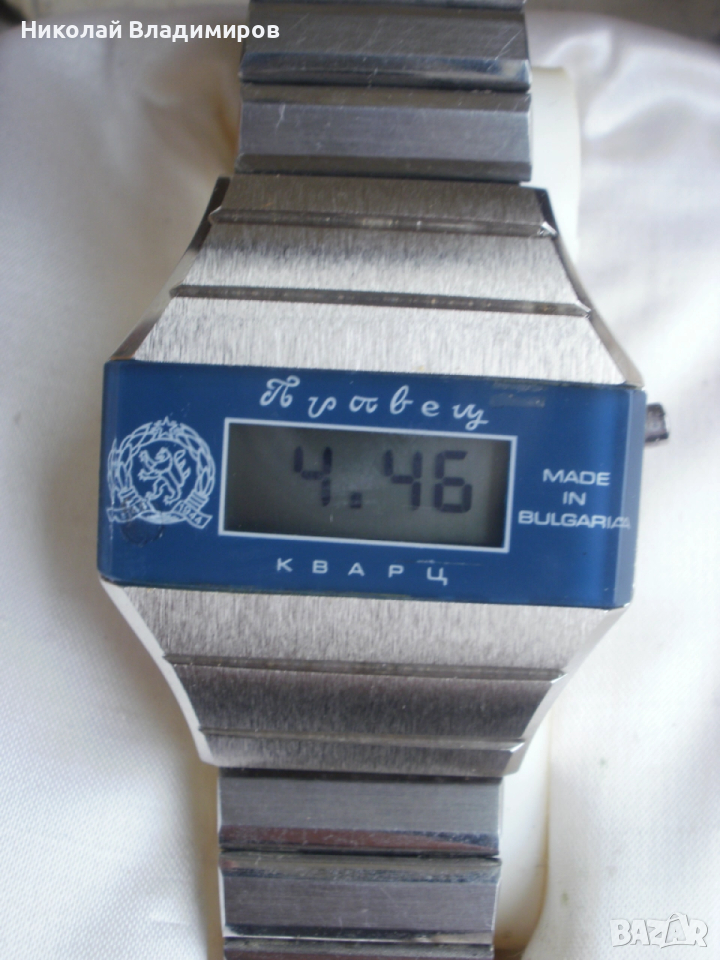 Николай Владимиров
Правец
4.46
MADE
IN
BULGARIA
КВАРЦ
BAZAR